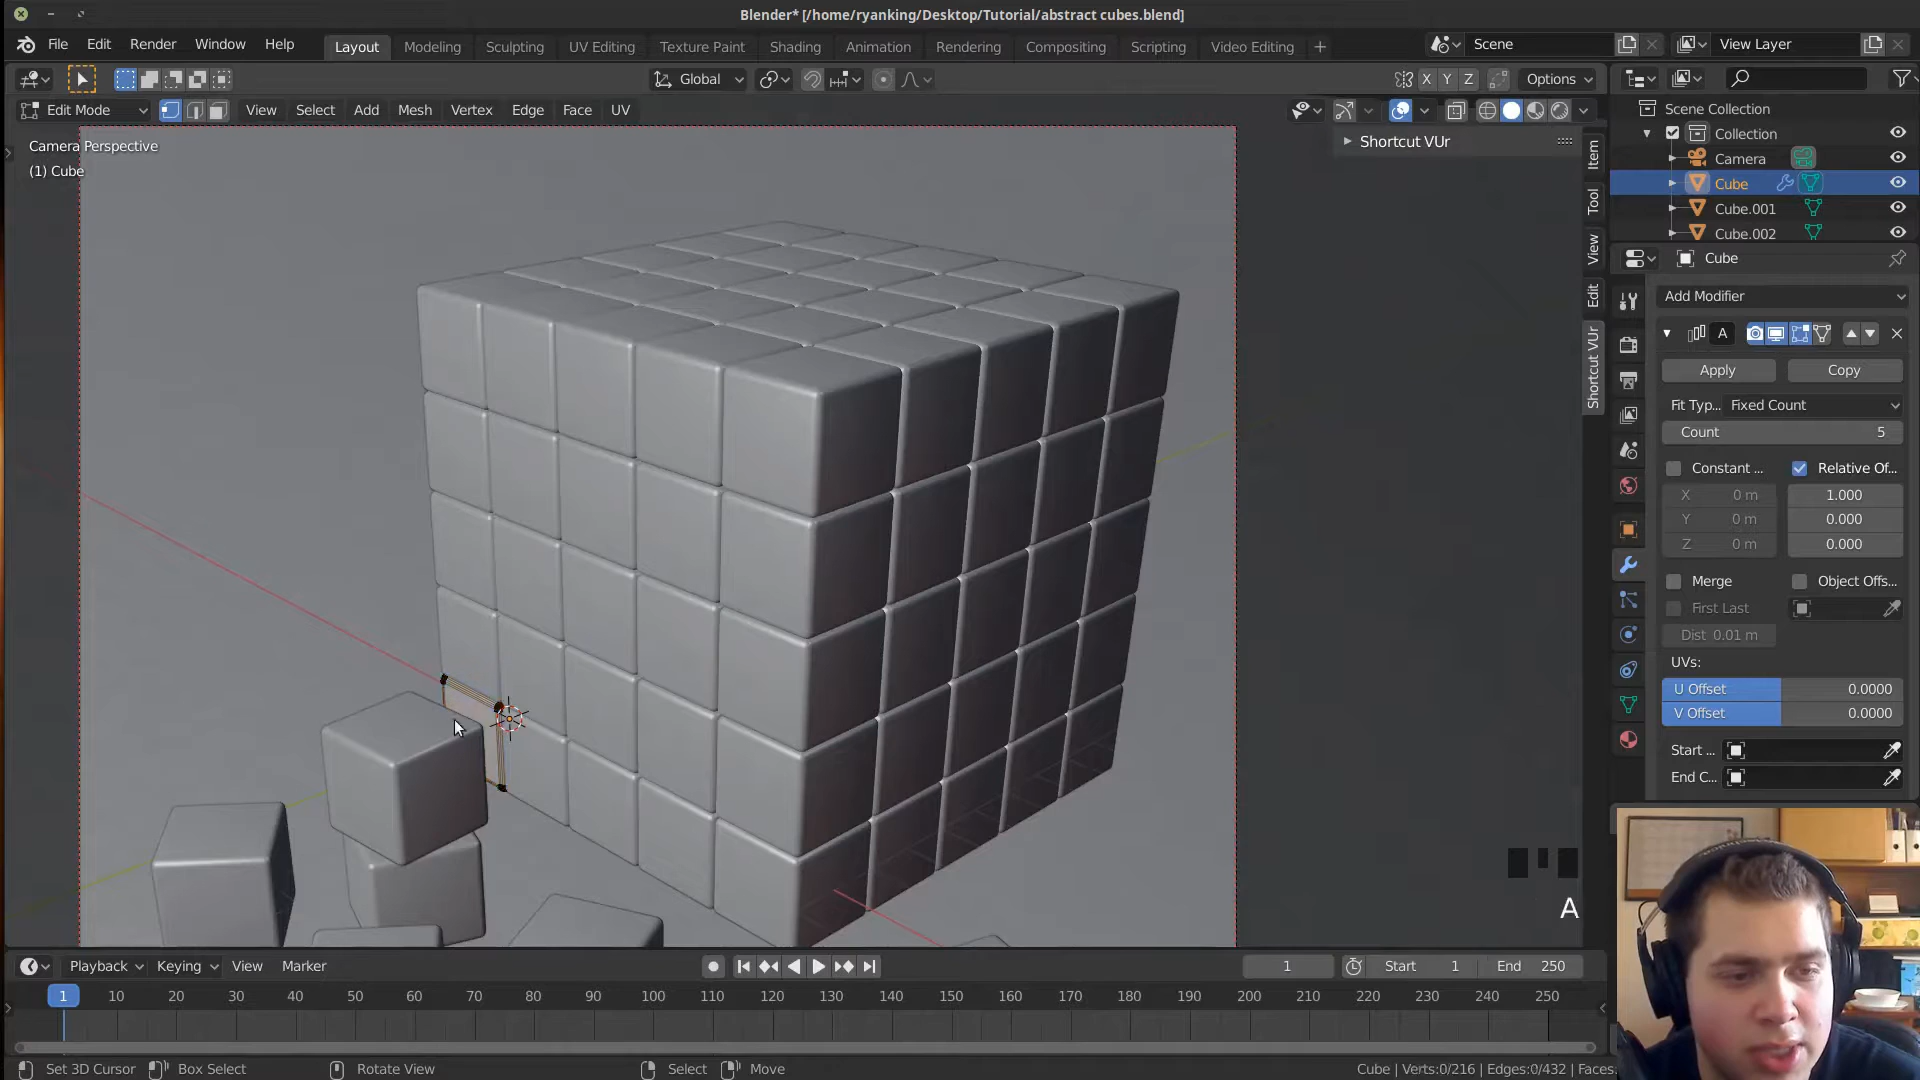 Blender* [/home/ryanking/Desktop/Tutorial/abstract cubes.blend]
File Edit Render Window Help Layout Modeling Sculpting UV Editing Texture Paint Shading Animation Rendering Compositing Scripting Video Editing + Scene View Layer
Global X Y Z Options
Edit Mode View Select Add Mesh Vertex Edge Face UV
Camera Perspective
(1) Cube
Shortcut VUr
Item
Tool
View
Edit
Shortcut VUr
Scene Collection
Collection
Camera
Cube
Cube.001
Cube.002
Cube
Add Modifier
A
Apply Copy
Fit Typ... Fixed Count
Count 5
Constant ... Relative Of...
X 0 m 1.000
Y 0 m 0.000
Z 0 m 0.000
Merge Object Offs...
First Last
Dist 0.01 m
UVs:
U Offset 0.0000
V Offset 0.0000
Start ...
End C...
A
Playback Keying View Marker 1 Start 1 End 250
1 10 20 30 40 50 60 70 80 90 100 110 120 130 140 150 160 170 180 190 200 210 220 230 240 250
Set 3D Cursor Box Select Rotate View Select Move Cube | Verts:0/216 | Edges:0/432 | Faces: